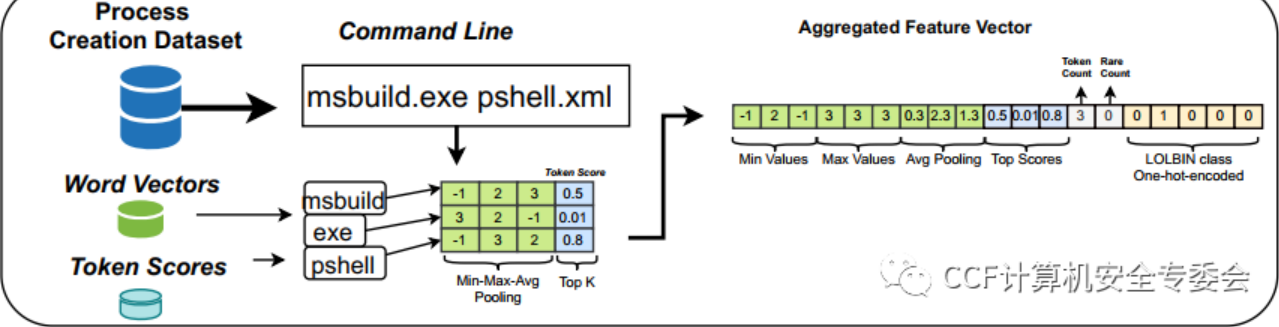 Process
Creation Dataset
Command Line
msbuild.exe pshell.xml
Word Vectors
Token Scores
msbuild
exe
pshell
Token Score
-1 2 3 0.5
3 2 -1 0.01
-1 3 2 0.8
Min-Max-Avg
Pooling
Top K
Aggregated Feature Vector
Token
Count
Rare
Count
-1 2 -1 3 3 3 0.3 2.3 1.3 0.5 0.01 0.8 3 0 0 1 0 0 0
Min Values
Max Values
Avg Pooling
Top Scores
LOLBIN class
One-hot-encoded
CCF计算机安全专委会